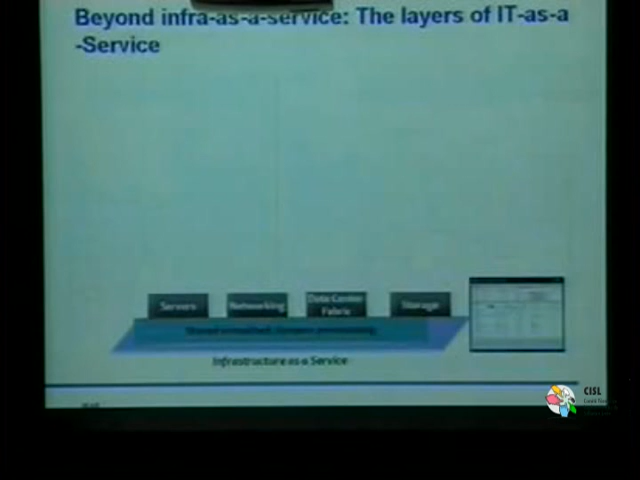 Beyond infra-as-a-service: The layers of IT-as-a
-Service
Servers
Networking
Data Center
Fabric
Storage
Infrastructure as a Service
CISL